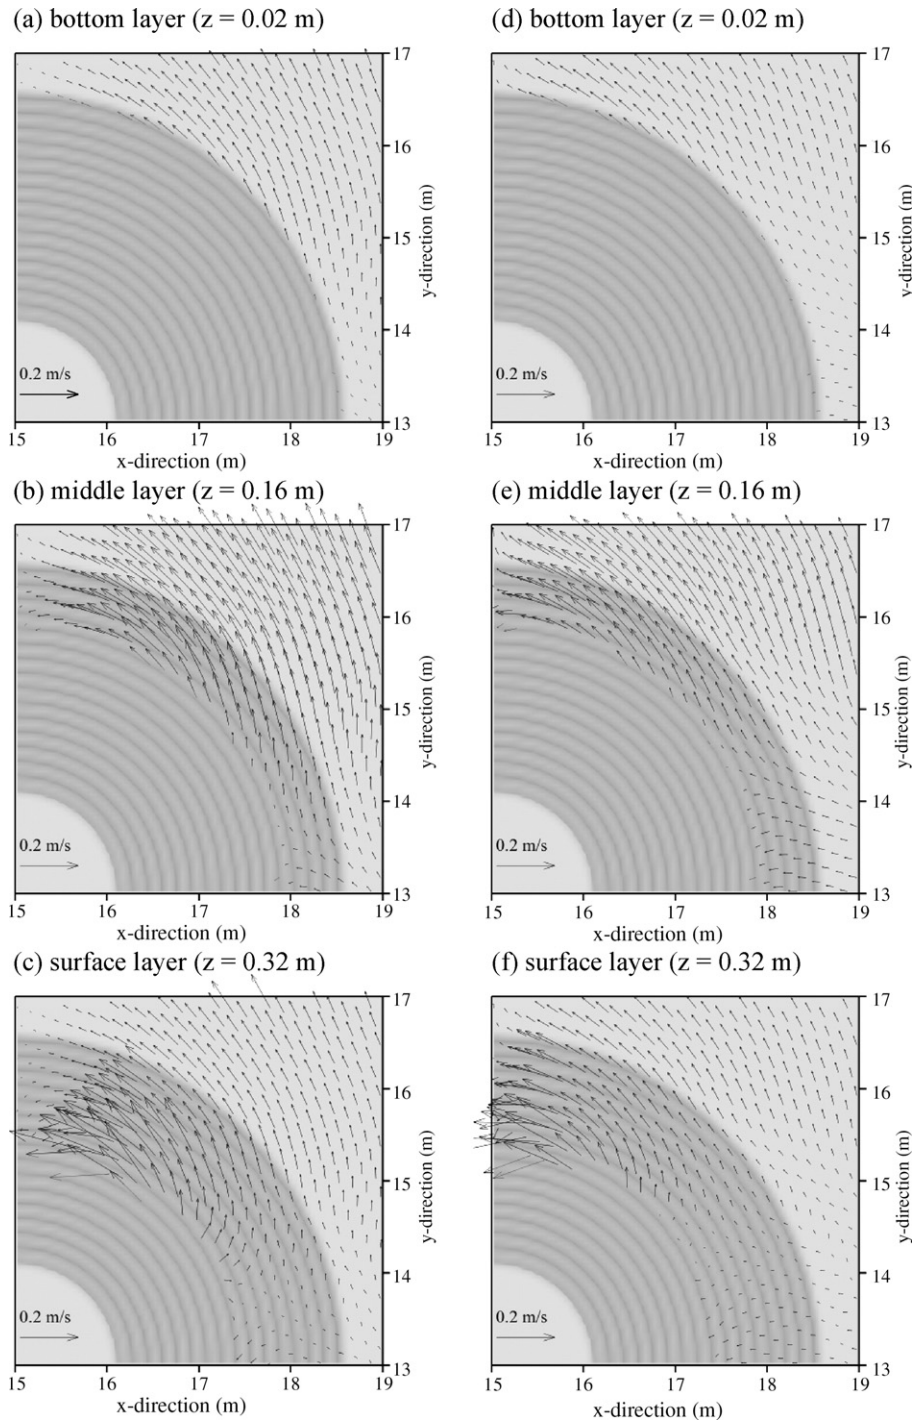 (a) bottom layer (z = 0.02 m)
17
16
15
14
13
y-direction (m)
0.2 m/s
15 16 17 18 19
x-direction (m)
(d) bottom layer (z = 0.02 m)
17
16
15
14
13
y-direction (m)
0.2 m/s
15 16 17 18 19
x-direction (m)
(b) middle layer (z = 0.16 m)
17
16
15
14
13
y-direction (m)
0.2 m/s
15 16 17 18 19
x-direction (m)
(e) middle layer (z = 0.16 m)
17
16
15
14
13
y-direction (m)
0.2 m/s
15 16 17 18 19
x-direction (m)
(c) surface layer (z = 0.32 m)
17
16
15
14
13
y-direction (m)
0.2 m/s
15 16 17 18 19
x-direction (m)
(f) surface layer (z = 0.32 m)
17
16
15
14
13
y-direction (m)
0.2 m/s
15 16 17 18 19
x-direction (m)